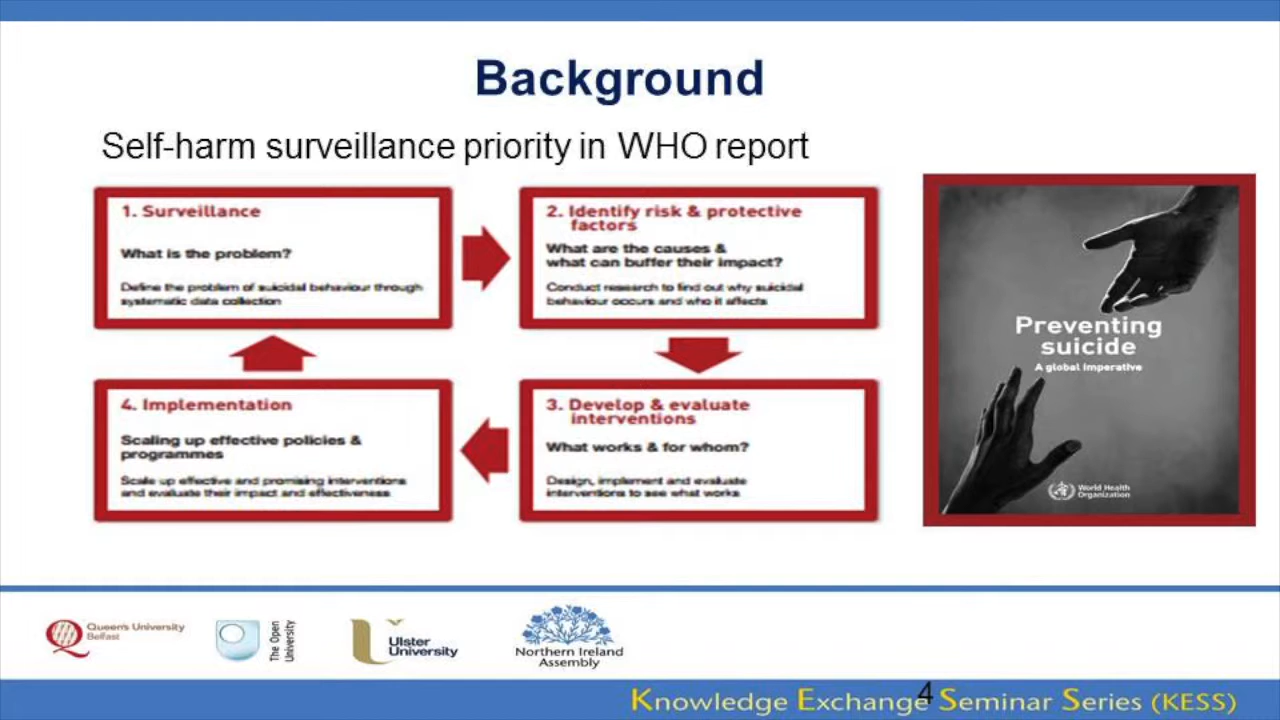 Background
Self-harm surveillance priority in WHO report
1. Surveillance
What is the problem?
Define the problem of suicidal behaviour through
systematic data collection
2. Identify risk & protective
factors
What are the causes &
what can buffer their impact?
Conduct research to find out why suicidal
behaviour occurs and who it affects
3. Develop & evaluate
interventions
What works & for whom?
Design, implement and evaluate
interventions to see what works
4. Implementation
Scaling up effective policies &
programmes
Scale up effective and promising interventions
and evaluate their impact and effectiveness
Preventing
suicide
A global imperative
World Health
Organization
Queen's University
Belfast
The Open
University
Ulster
University
Northern Ireland
Assembly
4
Knowledge Exchange Seminar Series (KESS)